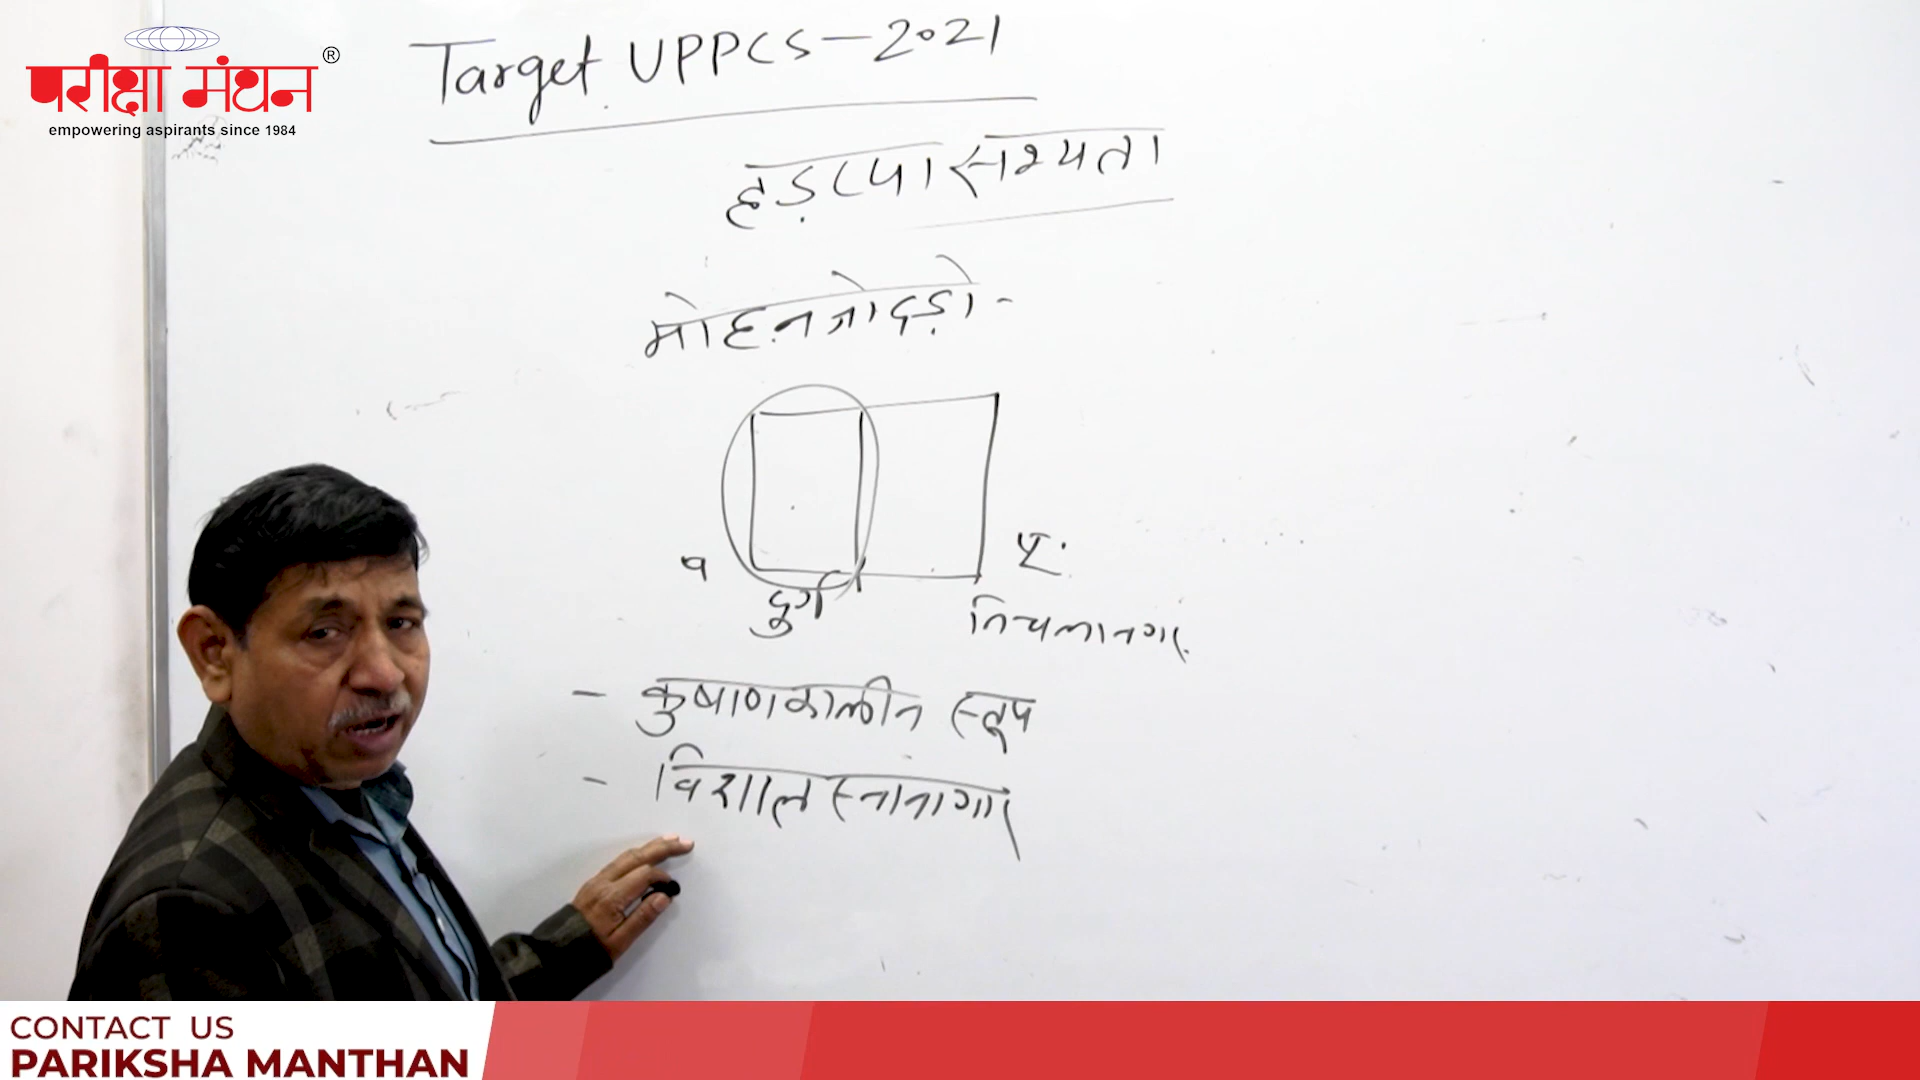 परीक्षा मंथन®
empowering aspirants since 1984
Target UPPCS-2021
हड़प्पा सभ्यता
मोहनजोदड़ो -
प
पू.
दुर्ग
निचला नगर
- कुषाणकालीन स्तूप
- विशाल स्नानागार
CONTACT US
PARIKSHA MANTHAN